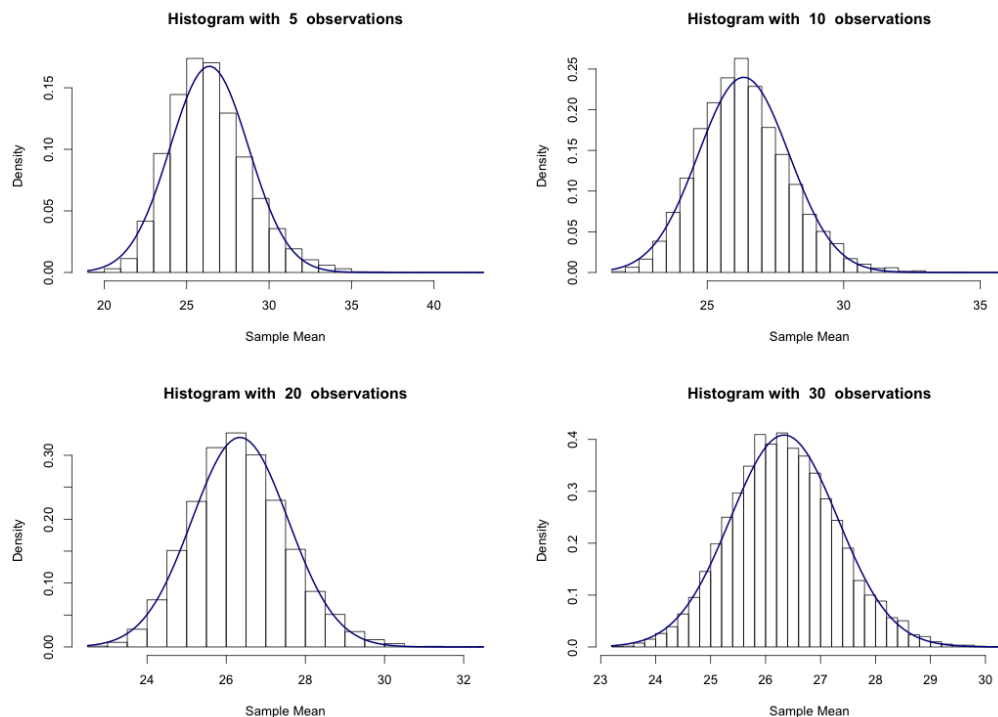 Histogram with 5 observations
Density
0.00 0.05 0.10 0.15
20 25 30 35 40
Sample Mean
Histogram with 10 observations
Density
0.00 0.05 0.10 0.15 0.20 0.25
25 30 35
Sample Mean
Histogram with 20 observations
Density
0.00 0.10 0.20 0.30
24 26 28 30 32
Sample Mean
Histogram with 30 observations
Density
0.0 0.1 0.2 0.3 0.4
23 24 25 26 27 28 29 30
Sample Mean